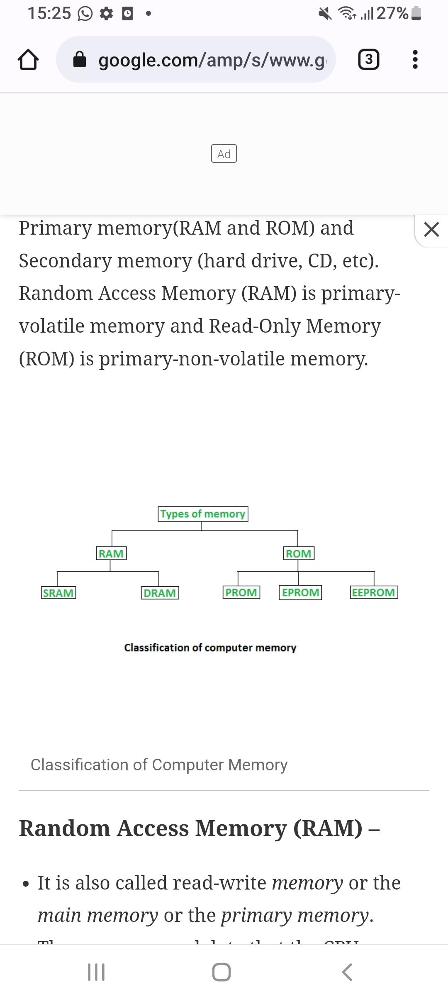 15:25
27%
google.com/amp/s/www.g
3
Ad
Primary memory(RAM and ROM) and
Secondary memory (hard drive, CD, etc).
Random Access Memory (RAM) is primary-
volatile memory and Read-Only Memory
(ROM) is primary-non-volatile memory.
Types of memory
RAM
ROM
SRAM
DRAM
PROM
EPROM
EEPROM
Classification of computer memory
Classification of Computer Memory
Random Access Memory (RAM) –
• It is also called read-write memory or the
main memory or the primary memory.